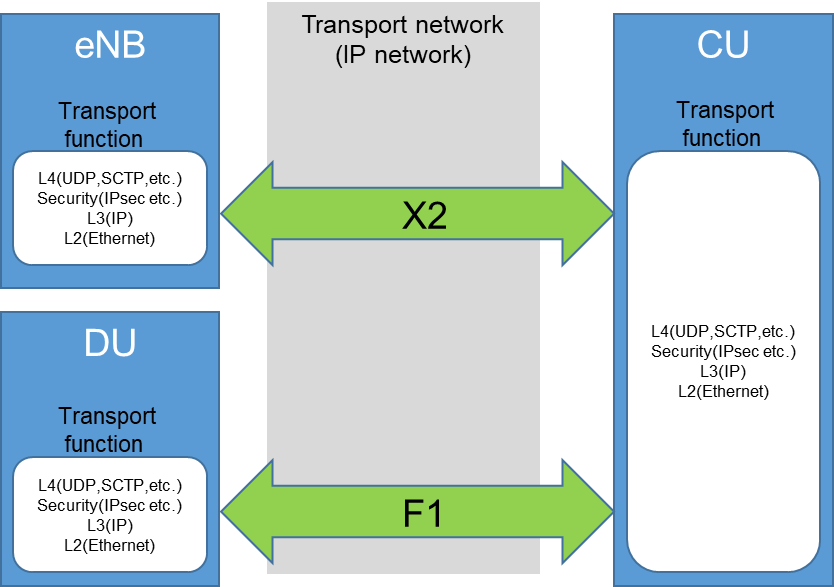 eNB
Transport
function
L4(UDP,SCTP,etc.)
Security(IPsec etc.)
L3(IP)
L2(Ethernet)
Transport network
(IP network)
X2
CU
Transport
function
L4(UDP,SCTP,etc.)
Security(IPsec etc.)
L3(IP)
L2(Ethernet)
DU
Transport
function
L4(UDP,SCTP,etc.)
Security(IPsec etc.)
L3(IP)
L2(Ethernet)
F1